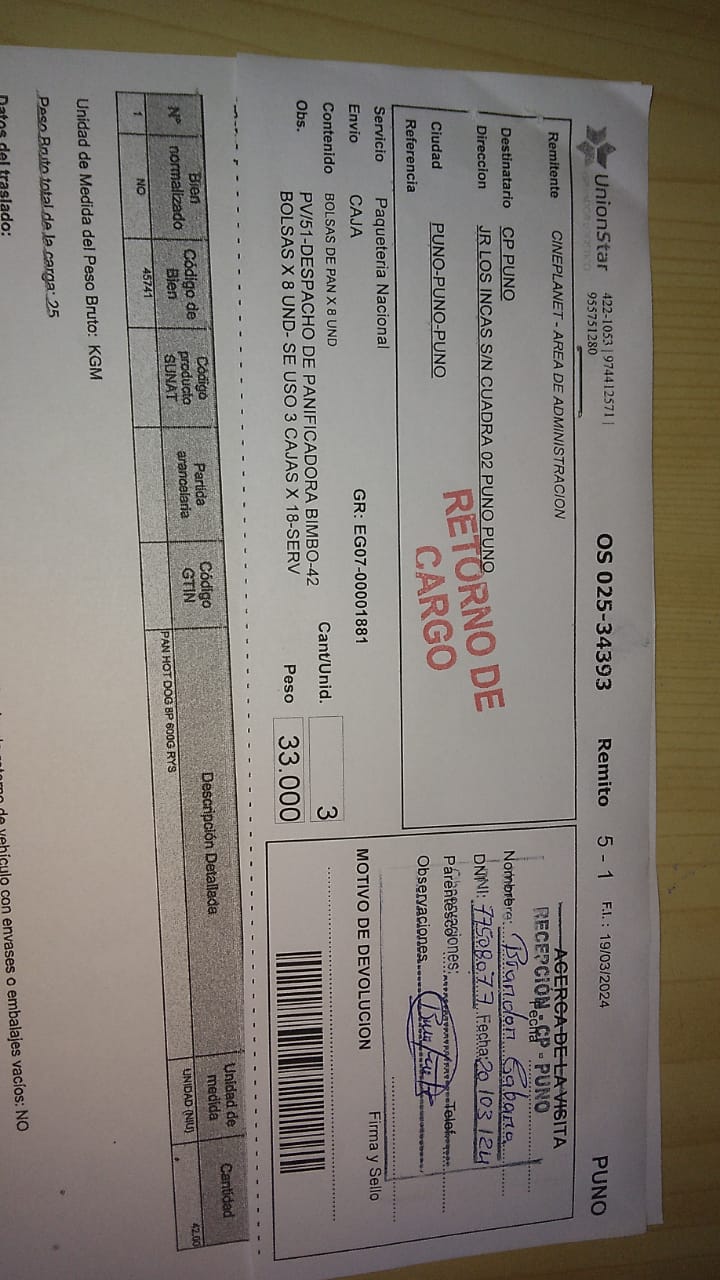 UnionStar
422-1053 | 974412571 |
955751280
OS 025-34393
Remito 5 - 1
F.I.: 19/03/2024
PUNO
Remitente CINEPLANET - AREA DE ADMINISTRACION
Destinatario CP PUNO
Direccion JR LOS INCAS S/N CUADRA 02 PUNO PUNO
Ciudad PUNO-PUNO-PUNO
Referencia
RETORNO DE
CARGO
ACERCA DE LA VISITA
RECEPCIÓN - CP - PUNO
Fecha
Nombre: Brandon
DNI: 77508077 Fecha: 20/03/24
Parentesco
Observaciones:
Telef.
Observaciones
Firma y Sello
MOTIVO DE DEVOLUCION
Servicio Paqueteria Nacional
Envio CAJA
GR: EG07-00001881
Contenido BOLSAS DE PAN X 8 UND
Cant/Unid. 3
Obs. PV/51-DESPACHO DE PANIFICADORA BIMBO-42
BOLSAS X 8 UND- SE USO 3 CAJAS X 18-SERV
Peso 33.000
Nº
Bien normalizado
Código de Bien
Código producto SUNAT
Partida arancelaria
Código GTIN
Descripción Detallada
Unidad de medida
Cantidad
1 NO 45741 PAN HOT DOG 8P 600G RYS UNIDAD (NIU) 42.00
Unidad de Medida del Peso Bruto: KGM
Peso Bruto total de la carga: 25
Datos del traslado:
de vehículo con envases o embalajes vacíos: NO